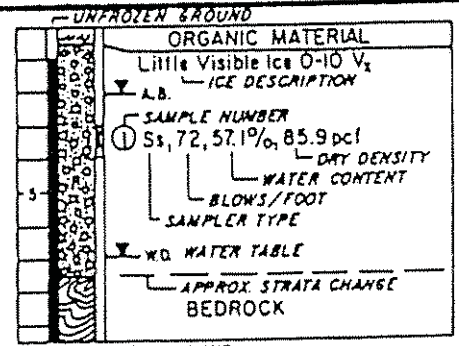 UNFROZEN GROUND
ORGANIC MATERIAL
Little Visible Ice 0-10 Vx
ICE DESCRIPTION
A.B.
SAMPLE NUMBER
1 Ss, 72, 57.1%, 85.9 pcf
DRY DENSITY
WATER CONTENT
5
BLOWS/FOOT
SAMPLER TYPE
W.D. WATER TABLE
APPROX. STRATA CHANGE
BEDROCK